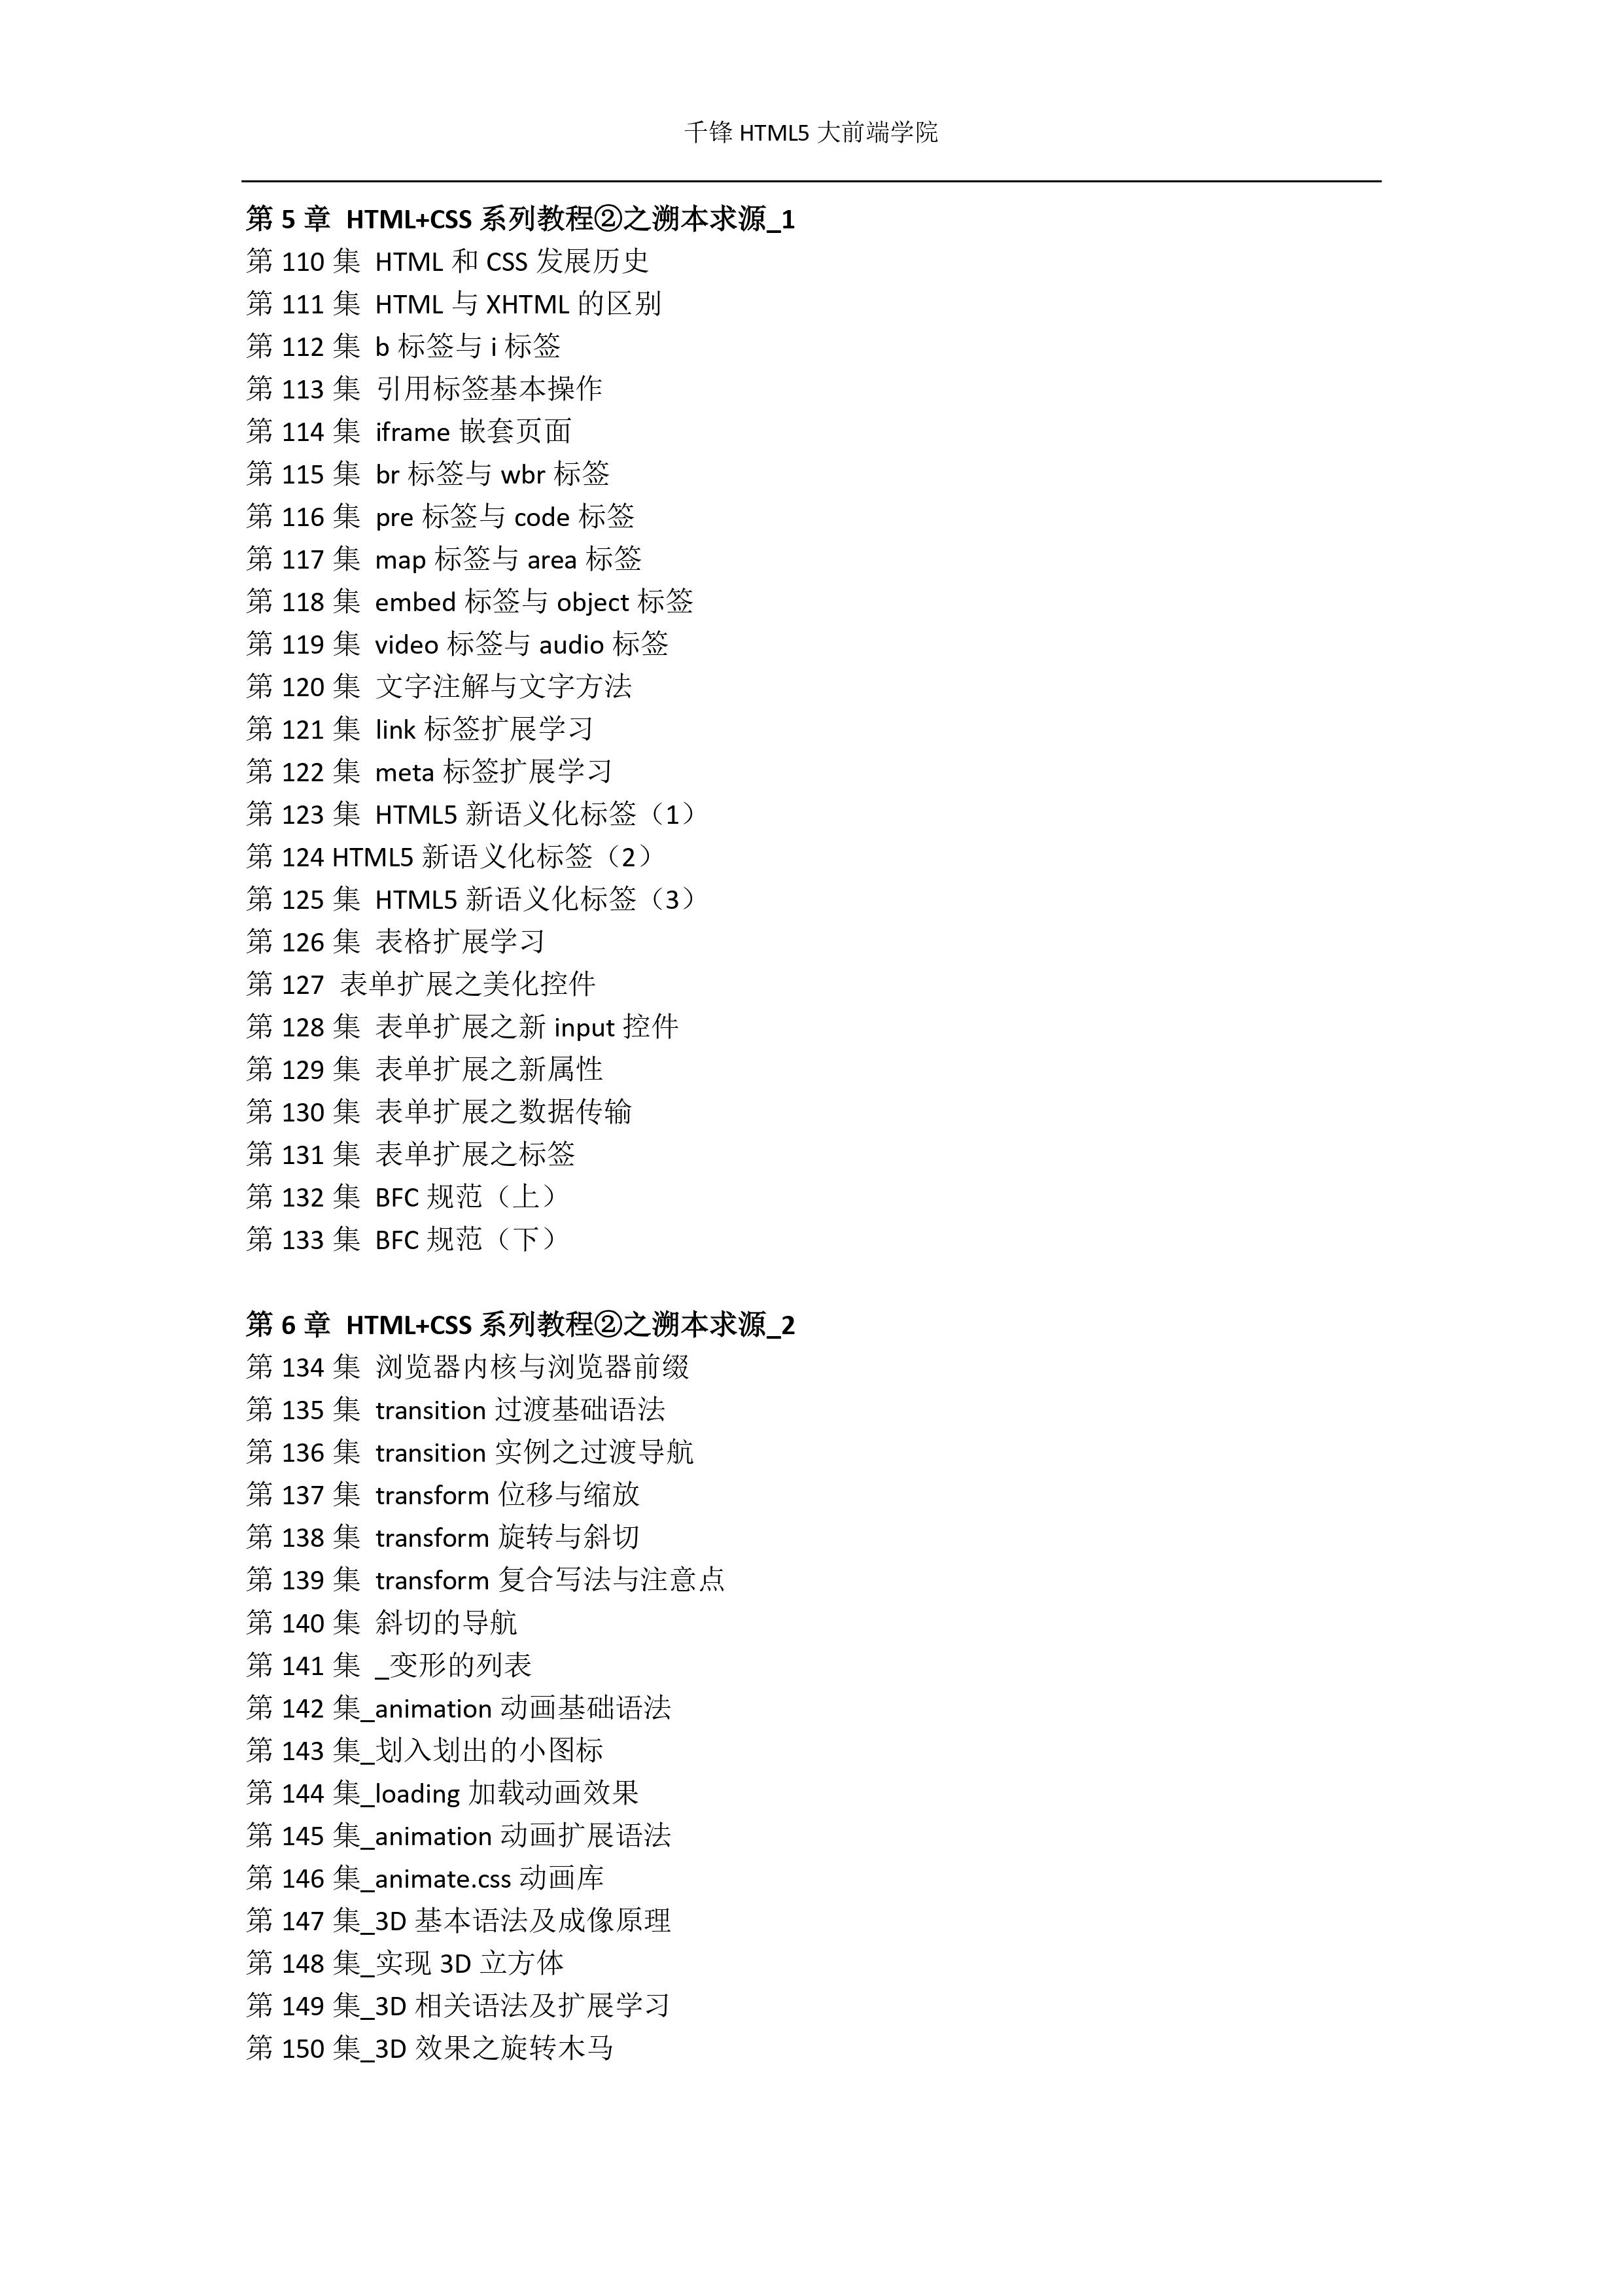 千锋 HTML5 大前端学院
第 5 章 HTML+CSS 系列教程②之溯本求源_1
第 110 集 HTML 和 CSS 发展历史
第 111 集 HTML 与 XHTML 的区别
第 112 集 b 标签与 i 标签
第 113 集 引用标签基本操作
第 114 集 iframe 嵌套页面
第 115 集 br 标签与 wbr 标签
第 116 集 pre 标签与 code 标签
第 117 集 map 标签与 area 标签
第 118 集 embed 标签与 object 标签
第 119 集 video 标签与 audio 标签
第 120 集 文字注解与文字方法
第 121 集 link 标签扩展学习
第 122 集 meta 标签扩展学习
第 123 集 HTML5 新语义化标签（1）
第 124 HTML5 新语义化标签（2）
第 125 集 HTML5 新语义化标签（3）
第 126 集 表格扩展学习
第 127 表单扩展之美化控件
第 128 集 表单扩展之新 input 控件
第 129 集 表单扩展之新属性
第 130 集 表单扩展之数据传输
第 131 集 表单扩展之标签
第 132 集 BFC 规范（上）
第 133 集 BFC 规范（下）
第 6 章 HTML+CSS 系列教程②之溯本求源_2
第 134 集 浏览器内核与浏览器前缀
第 135 集 transition 过渡基础语法
第 136 集 transition 实例之过渡导航
第 137 集 transform 位移与缩放
第 138 集 transform 旋转与斜切
第 139 集 transform 复合写法与注意点
第 140 集 斜切的导航
第 141 集 _变形的列表
第 142 集_animation 动画基础语法
第 143 集_划入划出的小图标
第 144 集_loading 加载动画效果
第 145 集_animation 动画扩展语法
第 146 集_animate.css 动画库
第 147 集_3D 基本语法及成像原理
第 148 集_实现 3D 立方体
第 149 集_3D 相关语法及扩展学习
第 150 集_3D 效果之旋转木马